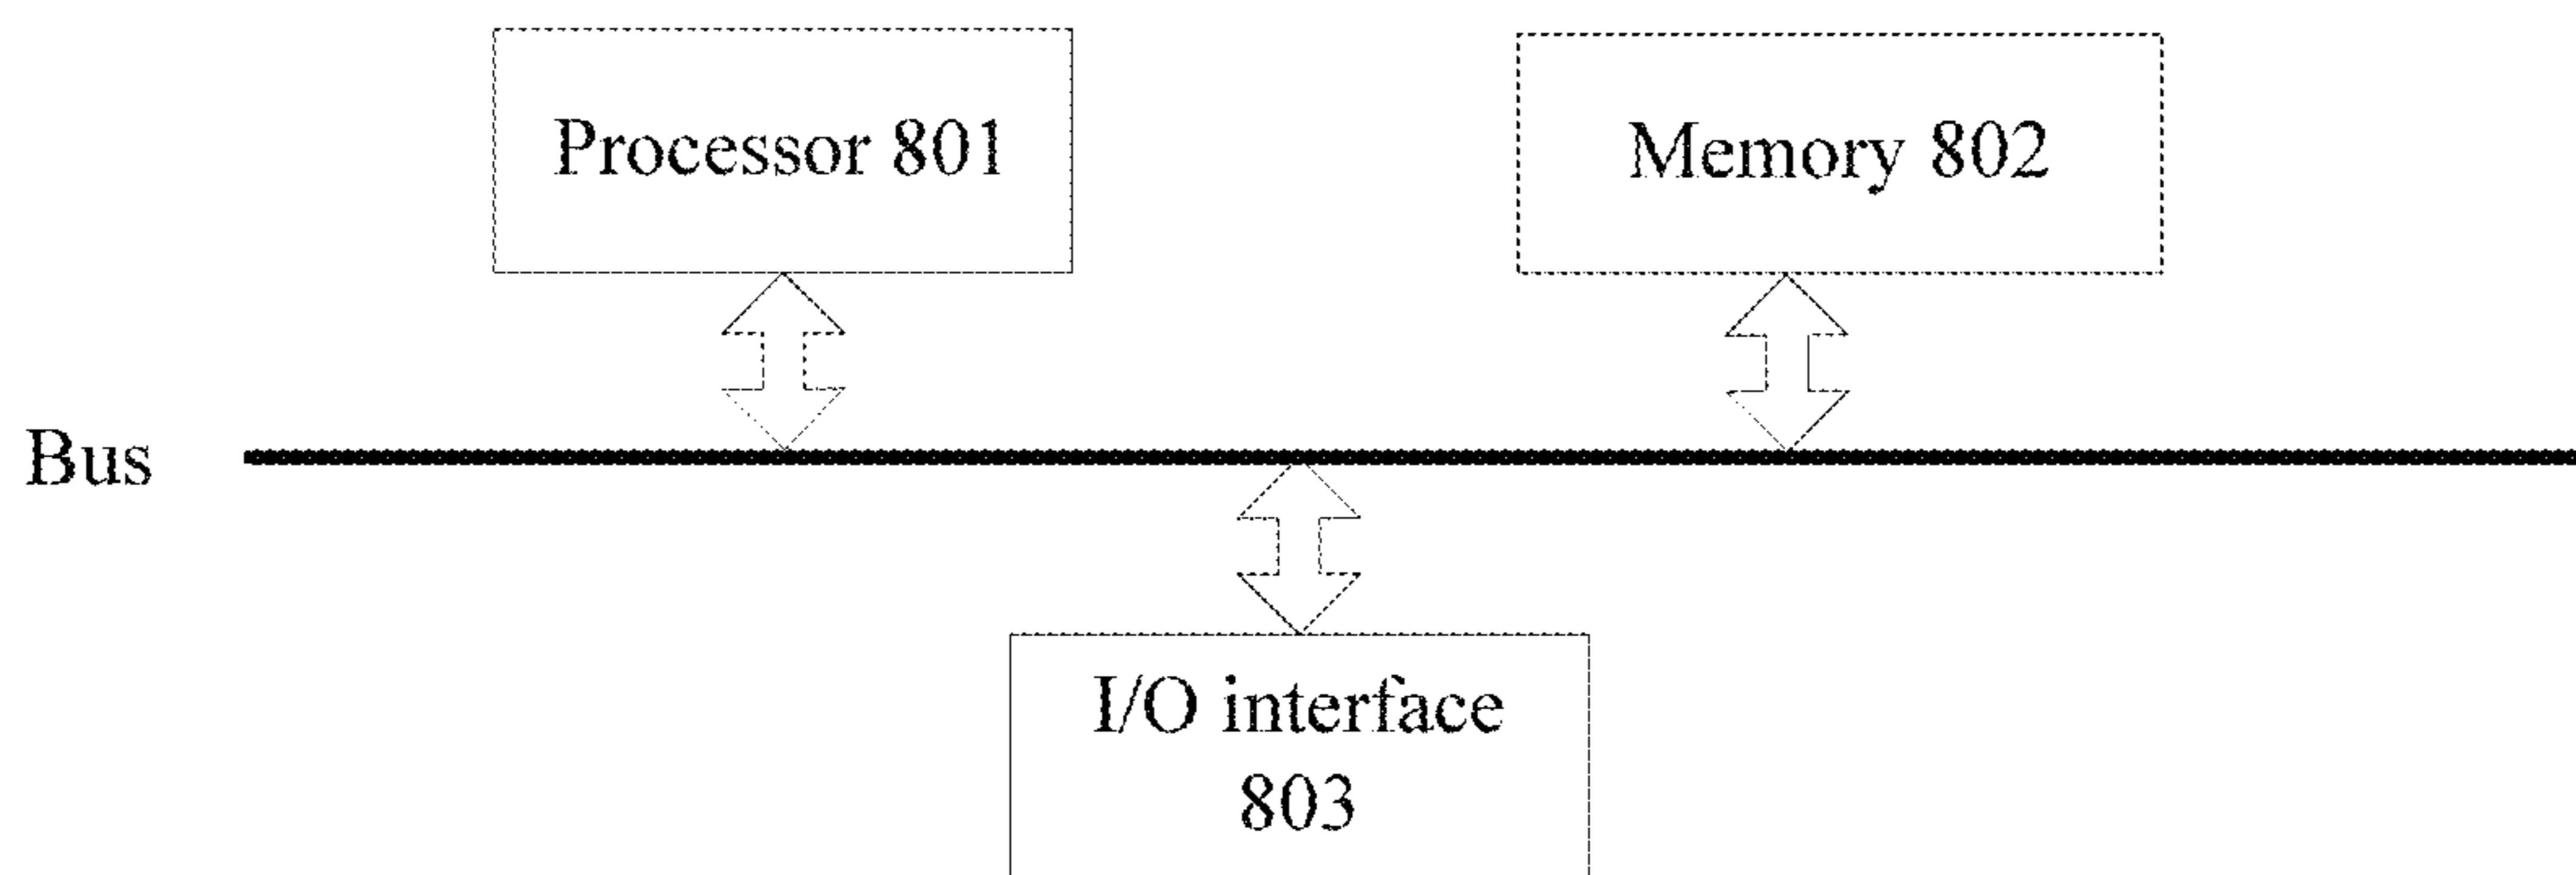 Processor 801
Memory 802
Bus
I/O interface
803